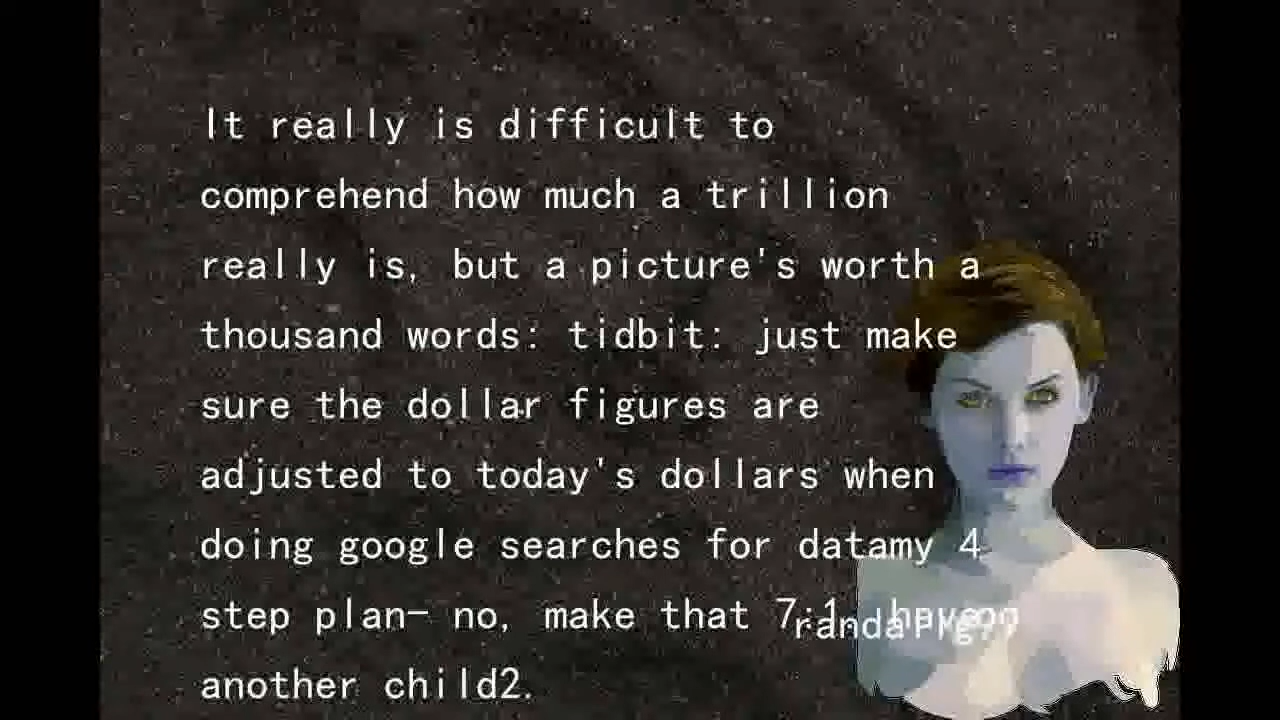 It really is difficult to
comprehend how much a trillion
really is, but a picture's worth a
thousand words: tidbit: just make
sure the dollar figures are
adjusted to today's dollars when
doing google searches for datamy 4
step plan— no, make that 7:1.
another child2.